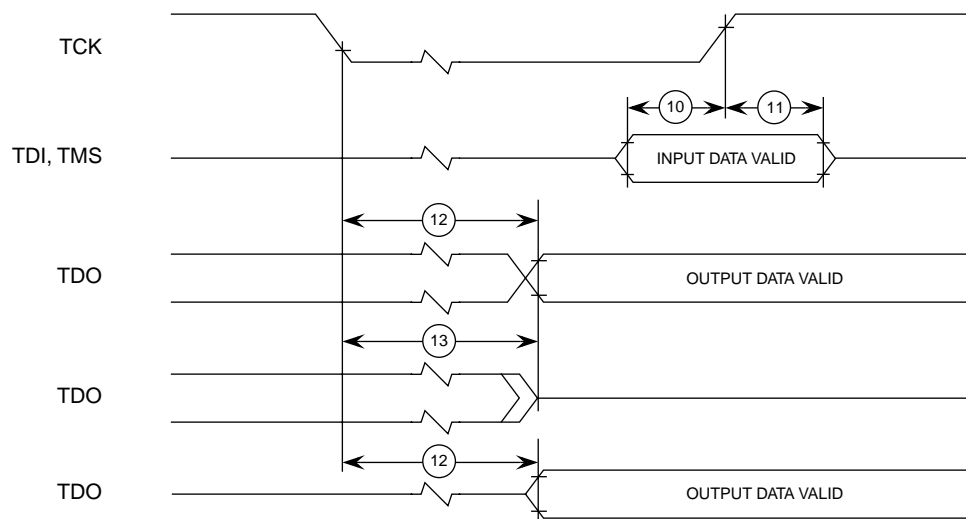 TCK
10
11
TDI, TMS
INPUT DATA VALID
12
TDO
OUTPUT DATA VALID
13
TDO
12
TDO
OUTPUT DATA VALID